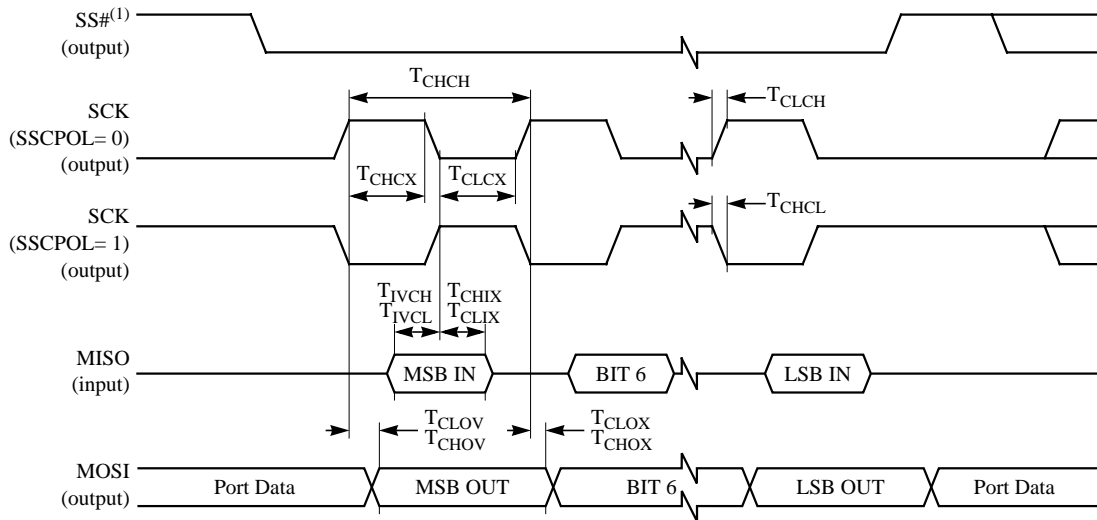 SS#(1)
(output)
TCHCH
TCLCH
SCK
(SSCPOL= 0)
(output)
TCHCX
TCLCX
TCHCL
SCK
(SSCPOL= 1)
(output)
TIVCH
TIVCL
TCHIX
TCLIX
MISO
(input)
MSB IN
BIT 6
LSB IN
TCLOV
TCHOV
TCLOX
TCHOX
MOSI
(output)
Port Data
MSB OUT
BIT 6
LSB OUT
Port Data